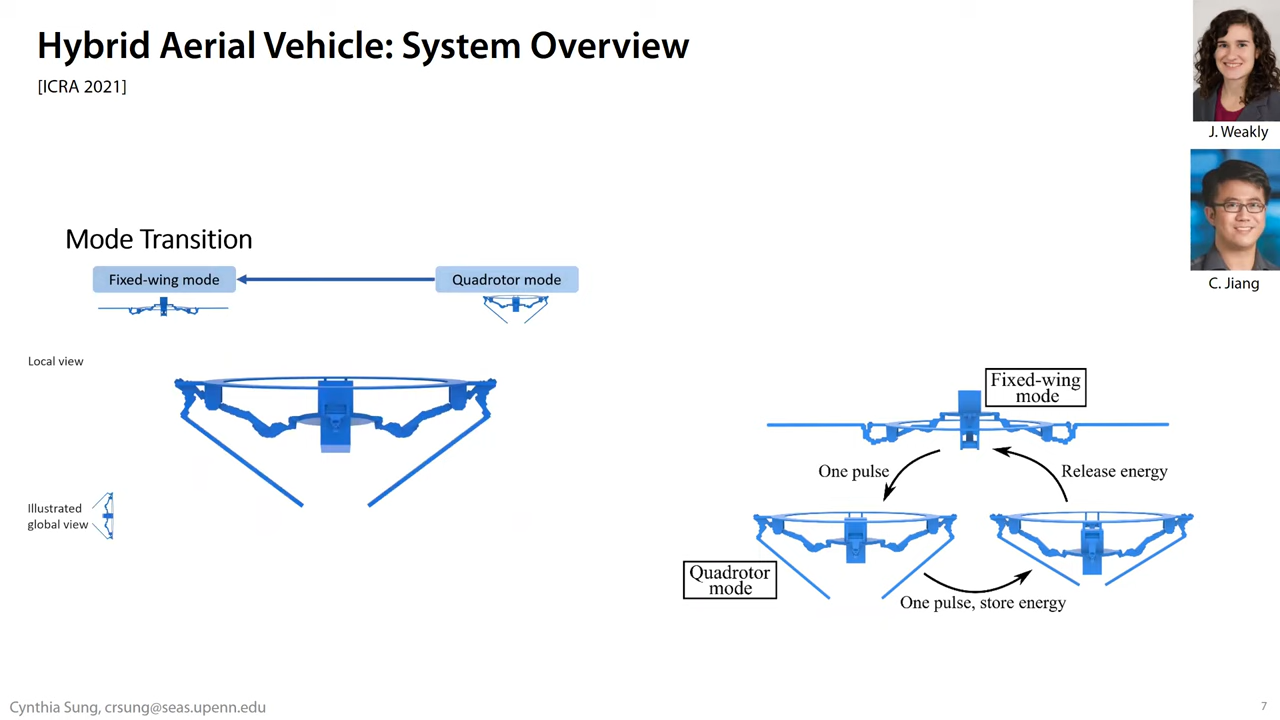 Hybrid Aerial Vehicle: System Overview
[ICRA 2021]
J. Weakly
C. Jiang
Mode Transition
Fixed-wing mode
Quadrotor mode
Local view
Illustrated
global view
Fixed-wing
mode
One pulse
Release energy
Quadrotor
mode
One pulse, store energy
Cynthia Sung, crsung@seas.upenn.edu
7